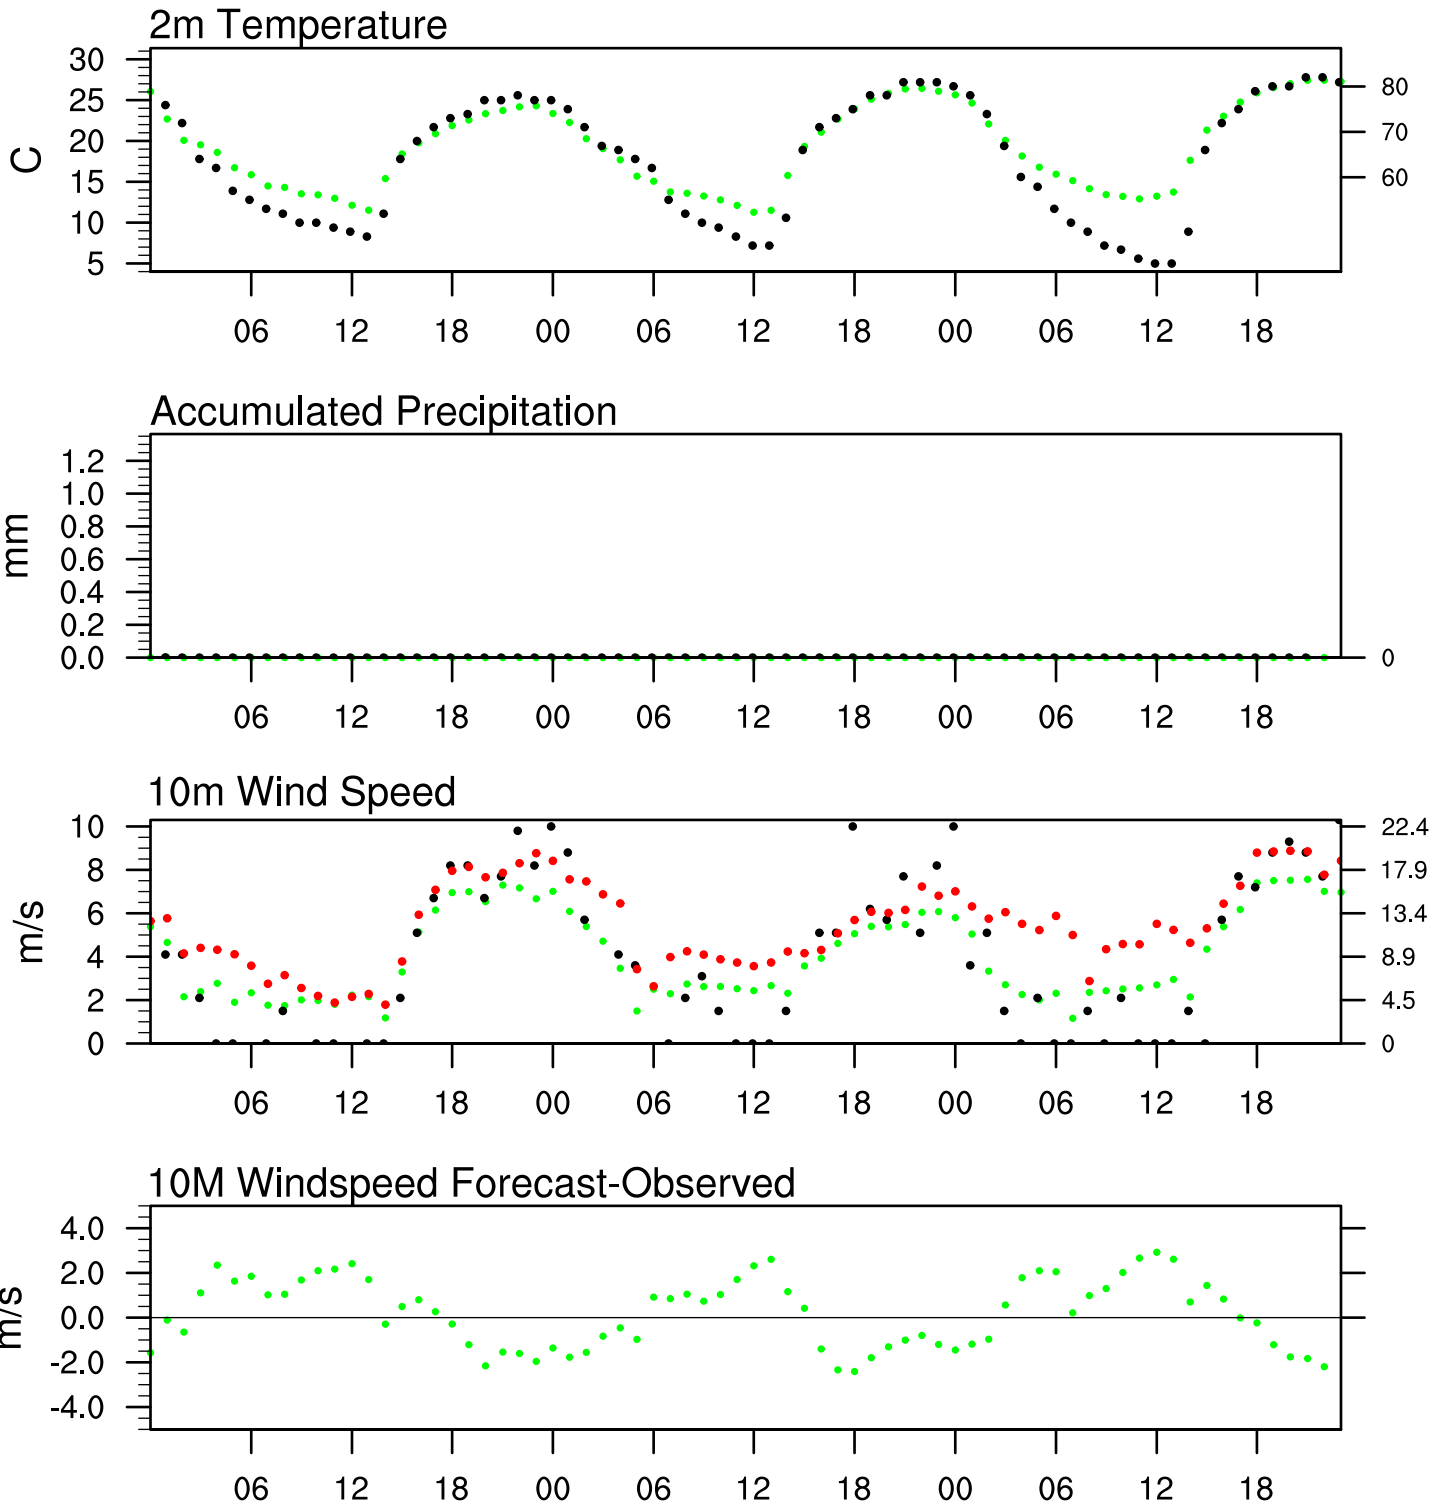 2m Temperature
30
25
20
15
10
5
C
80
70
60
06 12 18 00 06 12 18 00 06 12 18
Accumulated Precipitation
1.2
1.0
0.8
0.6
0.4
0.2
0.0
mm
0
06 12 18 00 06 12 18 00 06 12 18
10m Wind Speed
10
8
6
4
2
0
m/s
22.4
17.9
13.4
8.9
4.5
0
06 12 18 00 06 12 18 00 06 12 18
10M Windspeed Forecast-Observed
4.0
2.0
0.0
-2.0
-4.0
m/s
06 12 18 00 06 12 18 00 06 12 18